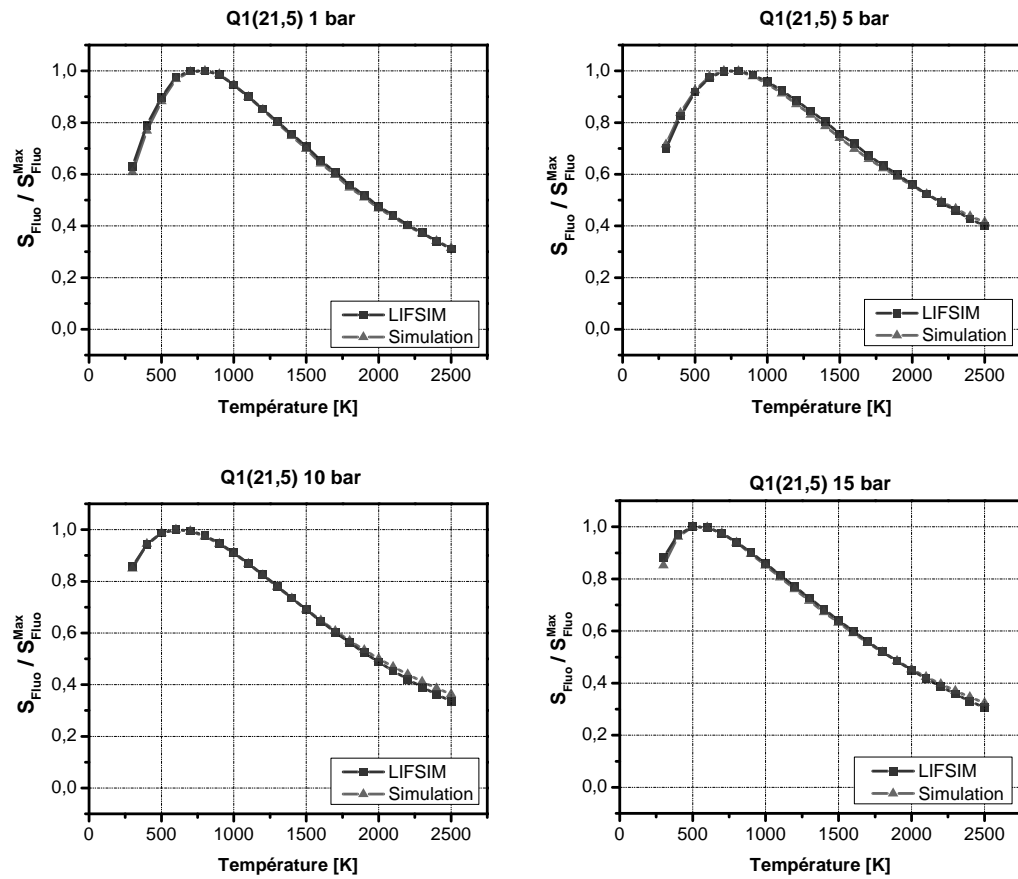 Q1(21,5) 1 bar
S_Fluo / S_Fluo^Max
1,0
0,8
0,6
0,4
0,2
0,0
LIFSIM
Simulation
0 500 1000 1500 2000 2500
Température [K]
Q1(21,5) 5 bar
S_Fluo / S_Fluo^Max
1,0
0,8
0,6
0,4
0,2
0,0
LIFSIM
Simulation
0 500 1000 1500 2000 2500
Température [K]
Q1(21,5) 10 bar
S_Fluo / S_Fluo^Max
1,0
0,8
0,6
0,4
0,2
0,0
LIFSIM
Simulation
0 500 1000 1500 2000 2500
Température [K]
Q1(21,5) 15 bar
S_Fluo / S_Fluo^Max
1,0
0,8
0,6
0,4
0,2
0,0
LIFSIM
Simulation
0 500 1000 1500 2000 2500
Température [K]